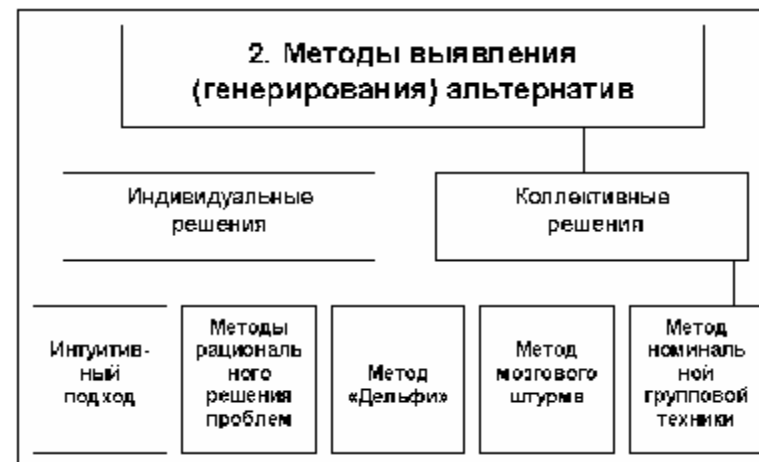 2. Методы выявления
(генерирования) альтернатив
Индивидуальные
решения
Коллективные
решения
Интуитив-
ный
подход
Методы
рациональ
ного
решения
проблем
Метод
«Дельфи»
Метод
мозгового
штурма
Метод
номиналь
ной
групповой
техники